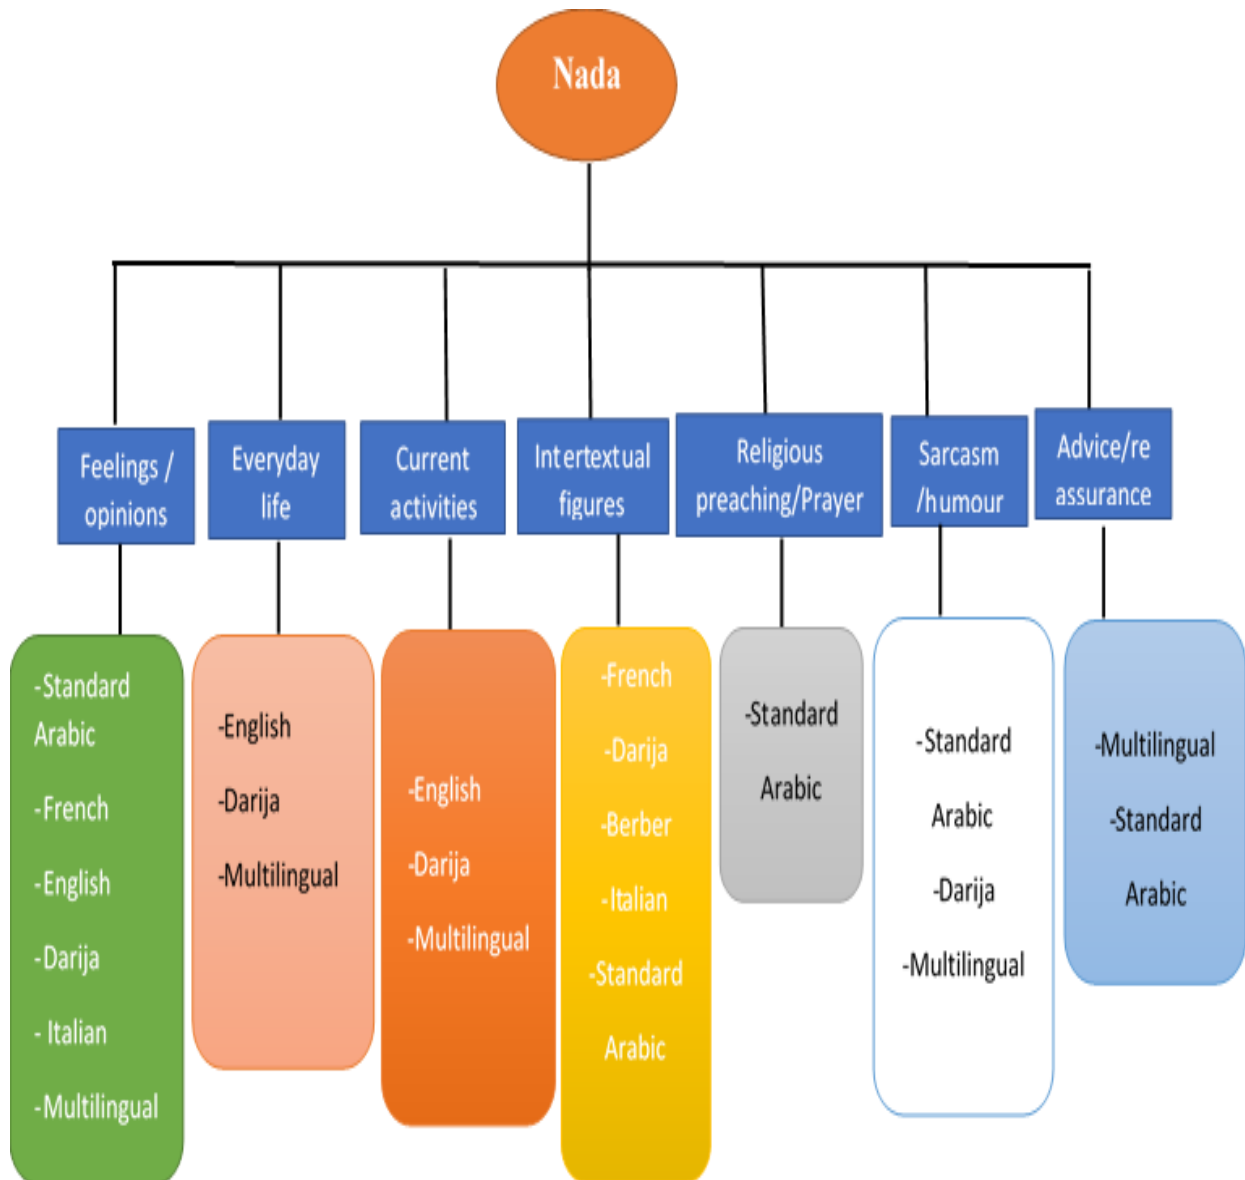 Nada
Feelings /
opinions
Everyday
life
Current
activities
Intertextual
figures
Religious
preaching/Prayer
Sarcasm
/humour
Advice/re
assurance
-Standard
Arabic
-French
-English
-Darija
- Italian
-Multilingual
-English
-Darija
-Multilingual
-English
-Darija
-Multilingual
-French
-Darija
-Berber
-Italian
-Standard
Arabic
-Standard
Arabic
-Standard
Arabic
-Darija
-Multilingual
-Multilingual
-Standard
Arabic